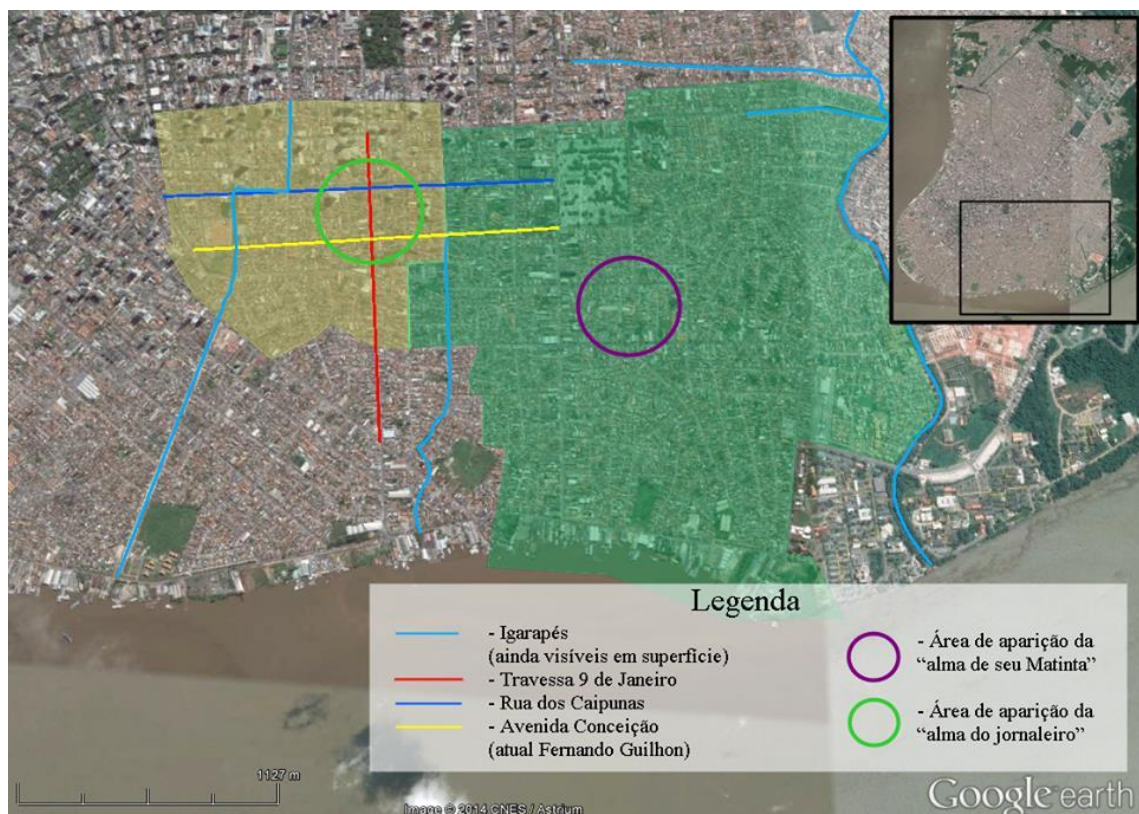 Legenda
- Igarapés
(ainda visíveis em superfície)
- Travessa 9 de Janeiro
- Rua dos Caipunas
- Avenida Conceição
(atual Fernando Guilhon)
- Área de aparição da
“alma de seu Matinta”
- Área de aparição da
“alma do jornaleiro”
1127 m
Image © 2014 CNES / Astrium
Google earth